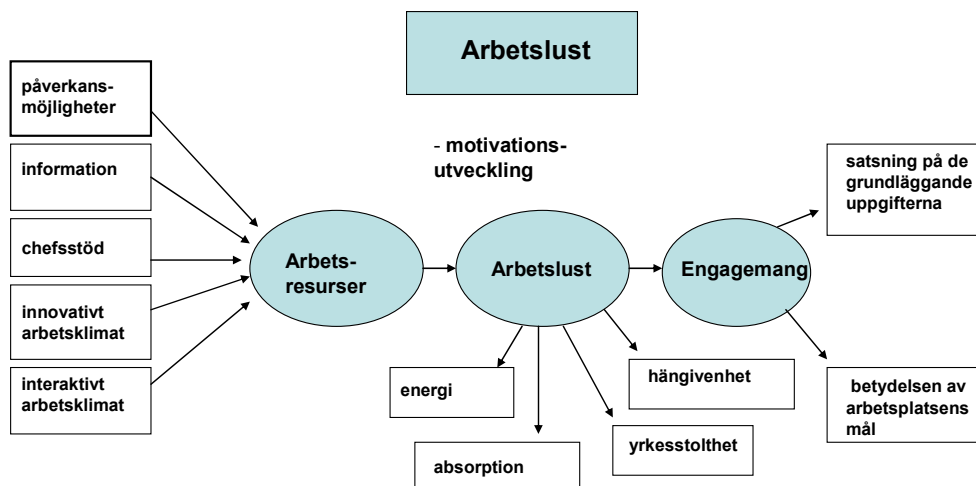 Arbetslust
påverkans-
möjligheter
- motivations-
utveckling
information
chefsstöd
innovativt
arbetsklimat
interaktivt
arbetsklimat
Arbets-
resurser
Arbetslust
Engagemang
satsning på de
grundläggande
uppgifterna
energi
absorption
hängivenhet
yrkesstolthet
betydelsen av
arbetsplatsens
mål